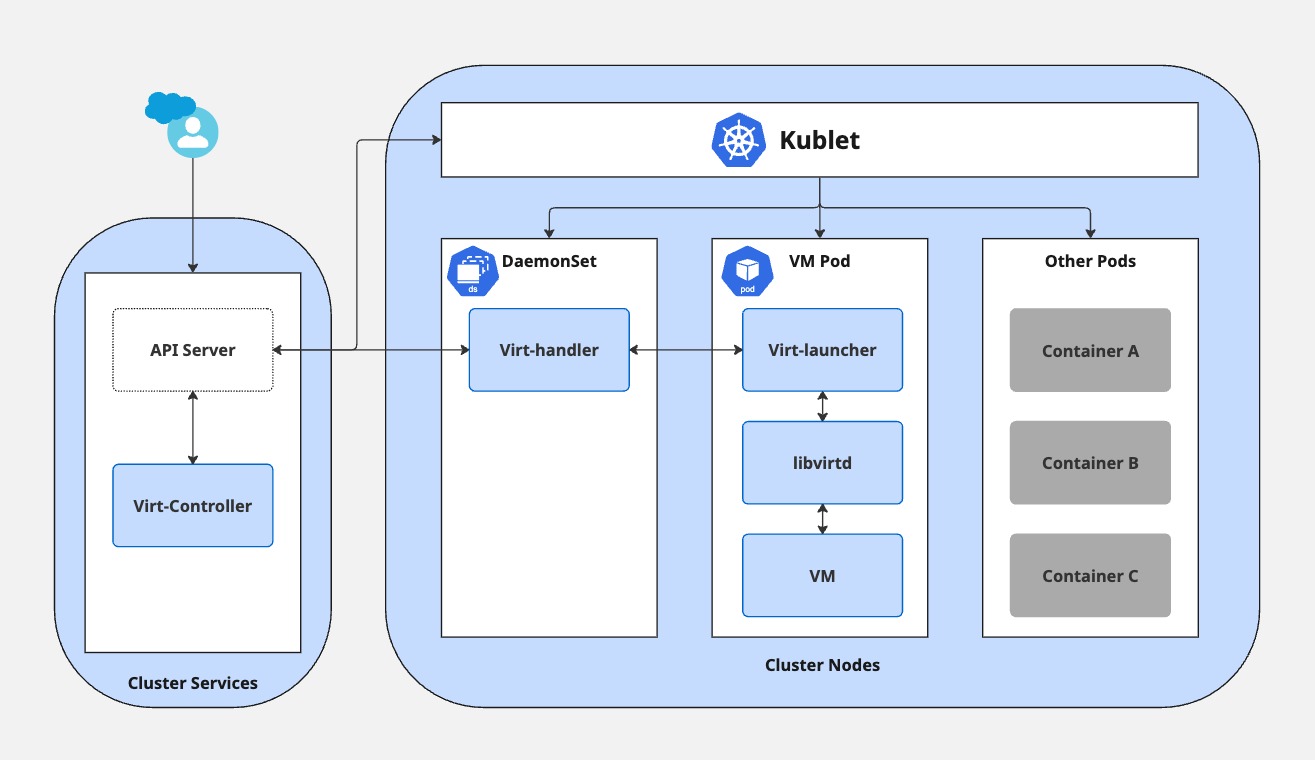 Kublet
DaemonSet
ds
VM Pod
pod
Other Pods
API Server
Virt-handler
Virt-launcher
Container A
libvirtd
Container B
Virt-Controller
VM
Container C
Cluster Nodes
Cluster Services